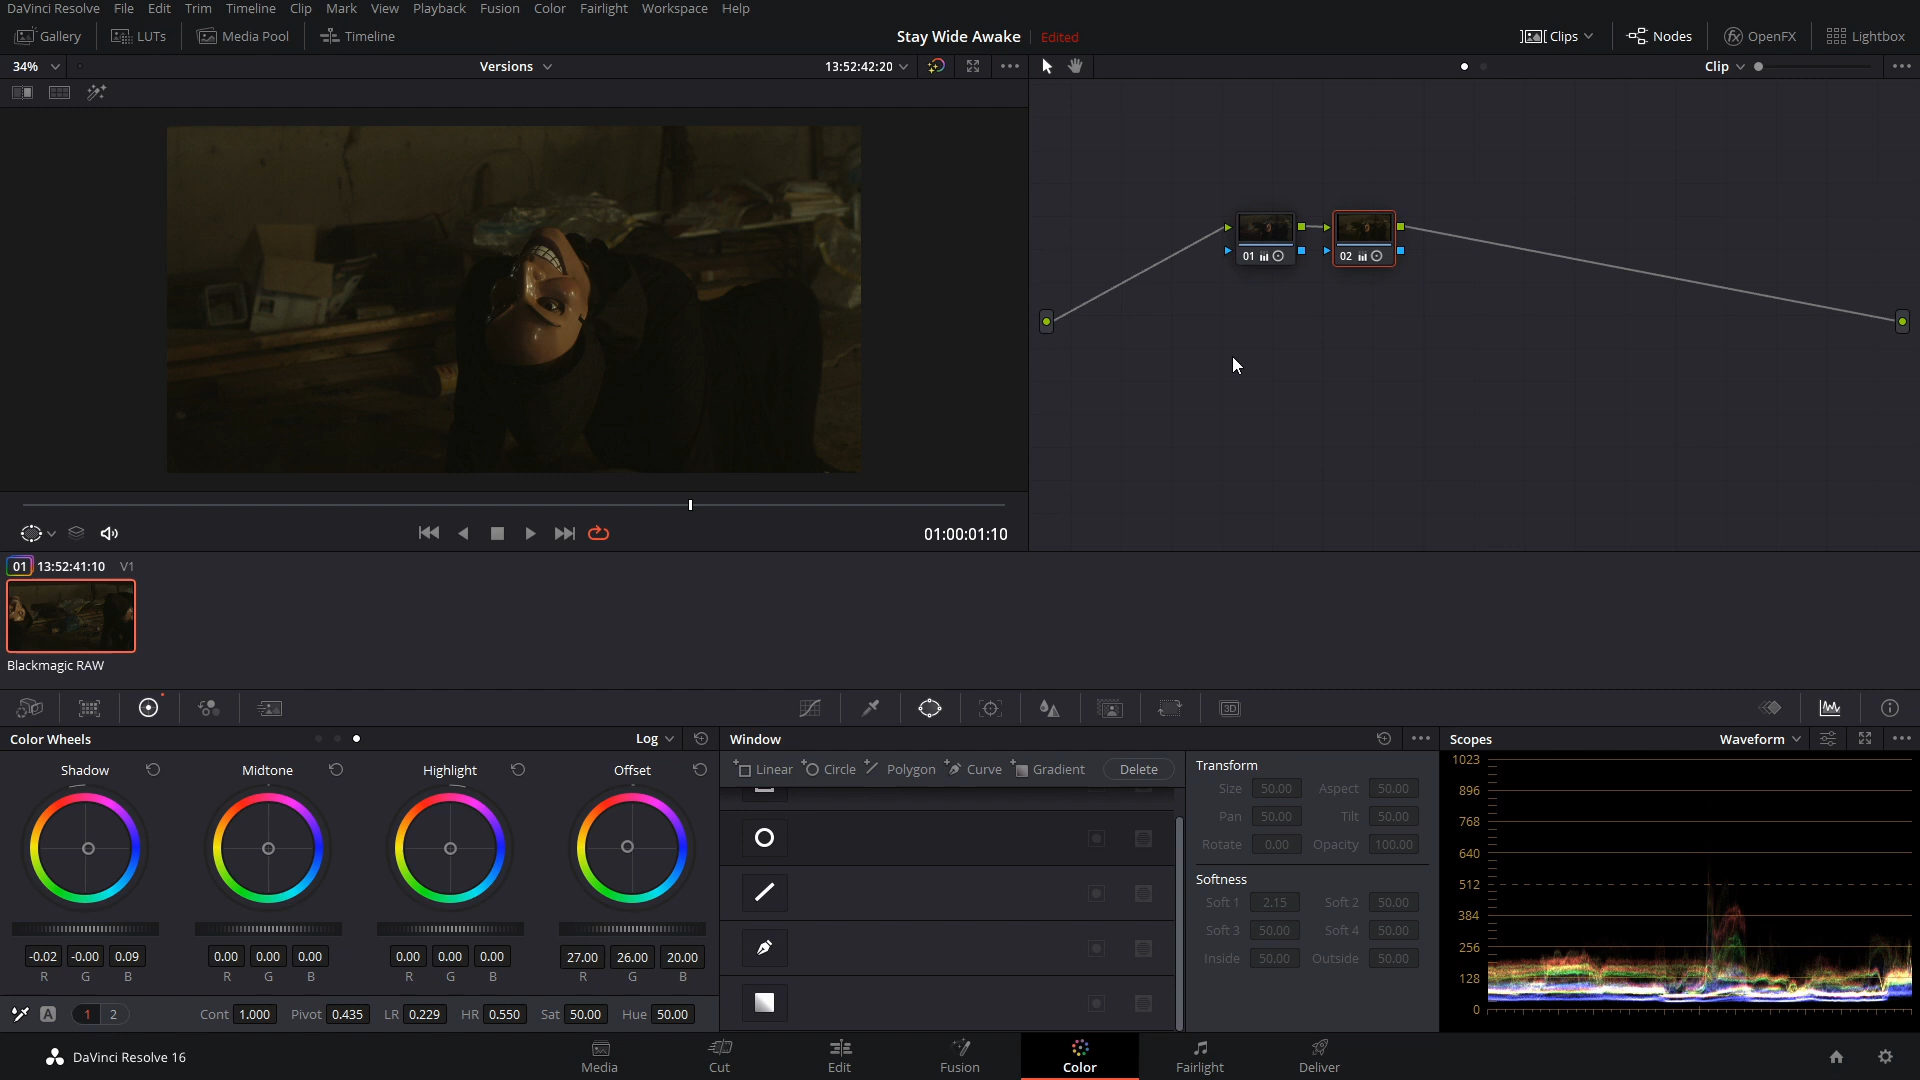 DaVinci Resolve File Edit Trim Timeline Clip Mark View Playback Fusion Color Fairlight Workspace Help
Gallery LUTs Media Pool Timeline Stay Wide Awake Edited Clips Nodes OpenFX Lightbox
34% Versions 13:52:42:20 Clip
01 02
01:00:01:10
01 13:52:41:10 V1
Blackmagic RAW
3D
Color Wheels Log Window Scopes Waveform
Shadow Midtone Highlight Offset
Linear Circle Polygon Curve Gradient Delete
Transform
Size 50.00 Aspect 50.00
Pan 50.00 Tilt 50.00
Rotate 0.00 Opacity 100.00
Softness
Soft 1 2.15 Soft 2 50.00
Soft 3 50.00 Soft 4 50.00
Inside 50.00 Outside 50.00
1023
896
768
640
512
384
256
128
0
-0.02 -0.00 0.09 0.00 0.00 0.00 0.00 0.00 0.00 27.00 26.00 20.00
R G B R G B R G B R G B
A 1 2 Cont 1.000 Pivot 0.435 LR 0.229 HR 0.550 Sat 50.00 Hue 50.00
DaVinci Resolve 16 Media Cut Edit Fusion Color Fairlight Deliver